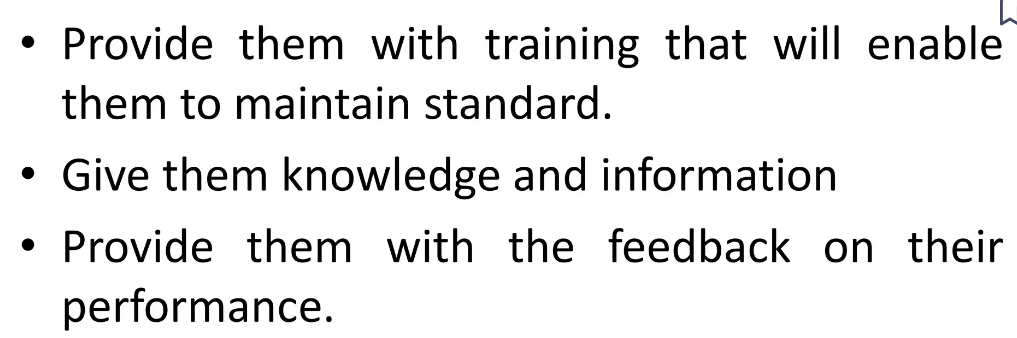 • Provide them with training that will enable
them to maintain standard.
• Give them knowledge and information
• Provide them with the feedback on their
performance.